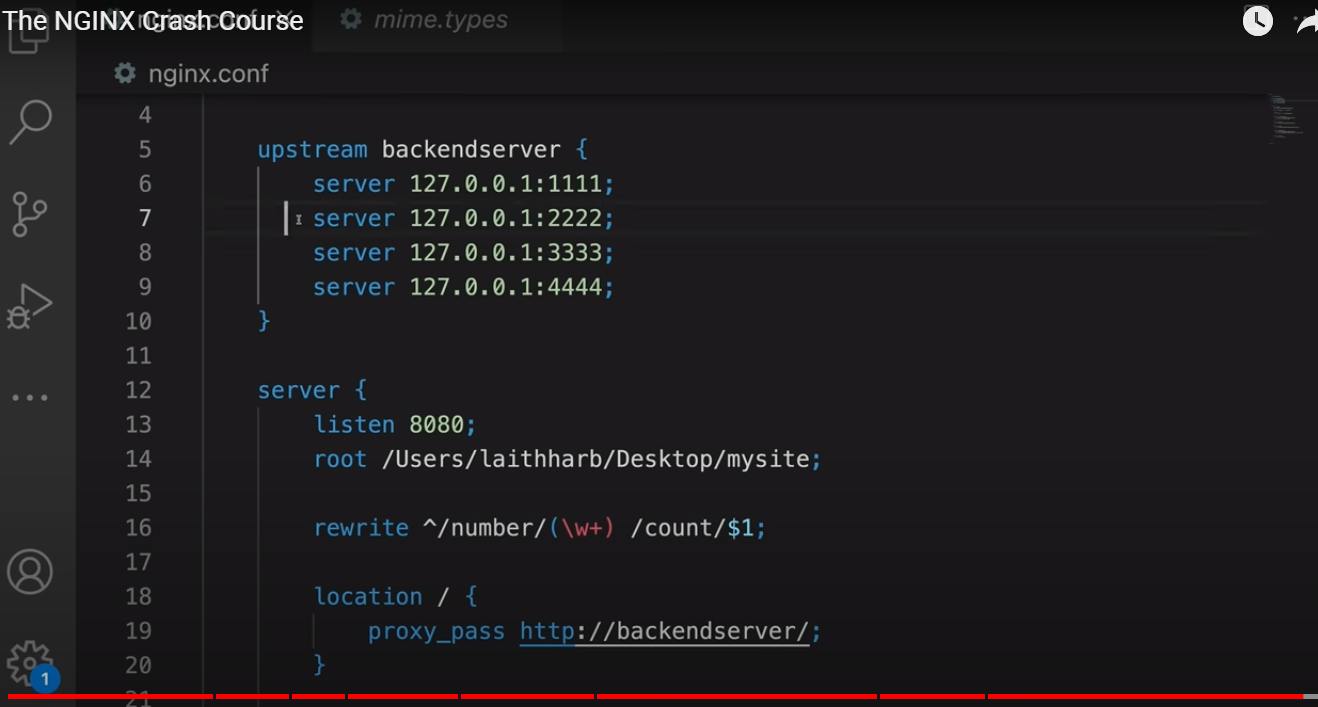 The NGINX Crash Course
nginx.conf
mime.types
nginx.conf
4
5 upstream backendserver {
6 server 127.0.0.1:1111;
7 server 127.0.0.1:2222;
8 server 127.0.0.1:3333;
9 server 127.0.0.1:4444;
10 }
11
12 server {
13 listen 8080;
14 root /Users/laithharb/Desktop/mysite;
15
16 rewrite ^/number/(\w+) /count/$1;
17
18 location / {
19 proxy_pass http://backendserver/;
20 }
21
1